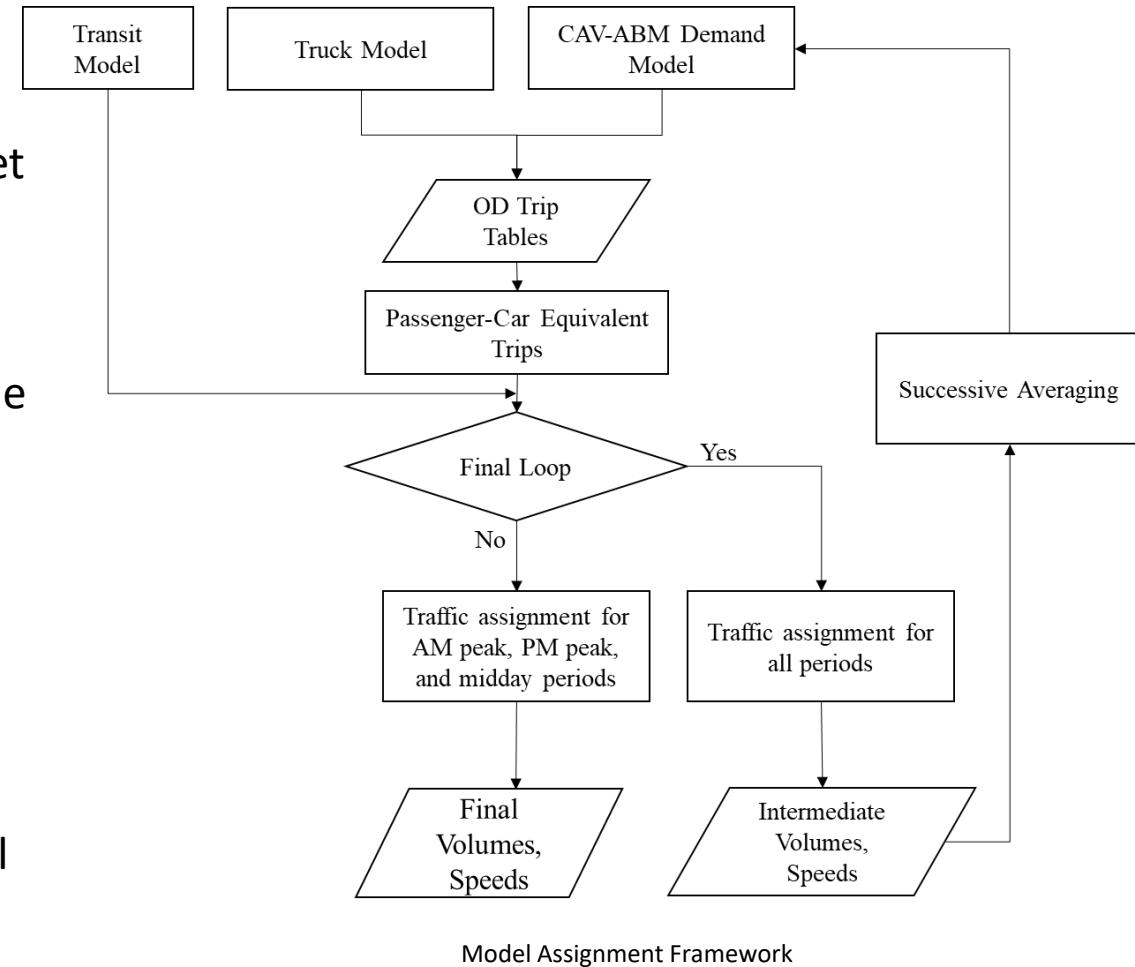 Transit
Model
Truck Model
CAV-ABM Demand
Model
et
OD Trip
Tables
Passenger-Car Equivalent
Trips
e
Successive Averaging
Final Loop
Yes
No
Traffic assignment for
AM peak, PM peak,
and midday periods
Traffic assignment for
all periods
Final
Volumes,
Speeds
Intermediate
Volumes,
Speeds
l
Model Assignment Framework